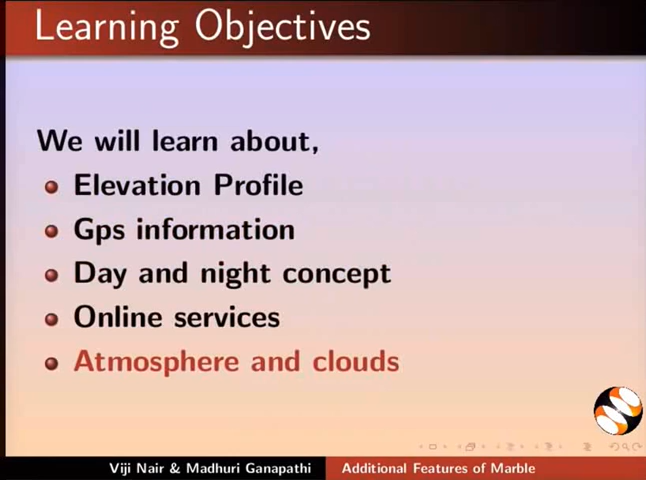 Learning Objectives
We will learn about,
Elevation Profile
Gps information
Day and night concept
Online services
Atmosphere and clouds
Viji Nair & Madhuri Ganapathi Additional Features of Marble